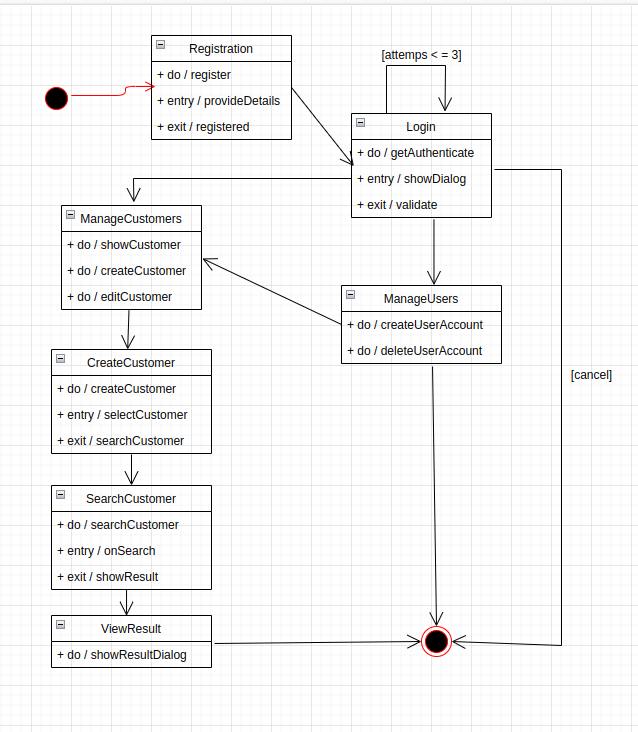 Registration
+ do / register
+ entry / provideDetails
+ exit / registered
[attemps < = 3]
Login
+ do / getAuthenticate
+ entry / showDialog
+ exit / validate
ManageCustomers
+ do / showCustomer
+ do / createCustomer
+ do / editCustomer
ManageUsers
+ do / createUserAccount
+ do / deleteUserAccount
[cancel]
CreateCustomer
+ do / createCustomer
+ entry / selectCustomer
+ exit / searchCustomer
SearchCustomer
+ do / searchCustomer
+ entry / onSearch
+ exit / showResult
ViewResult
+ do / showResultDialog